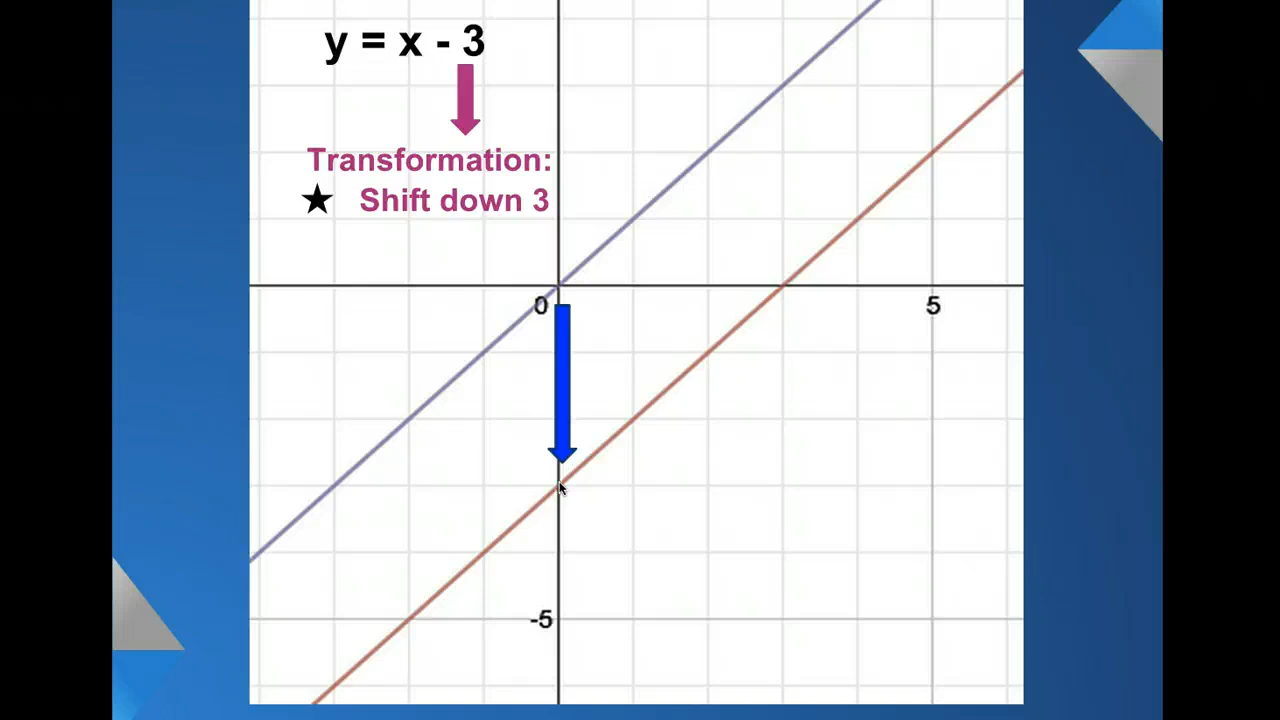 y = x - 3
Transformation:
★ Shift down 3
0
5
-5